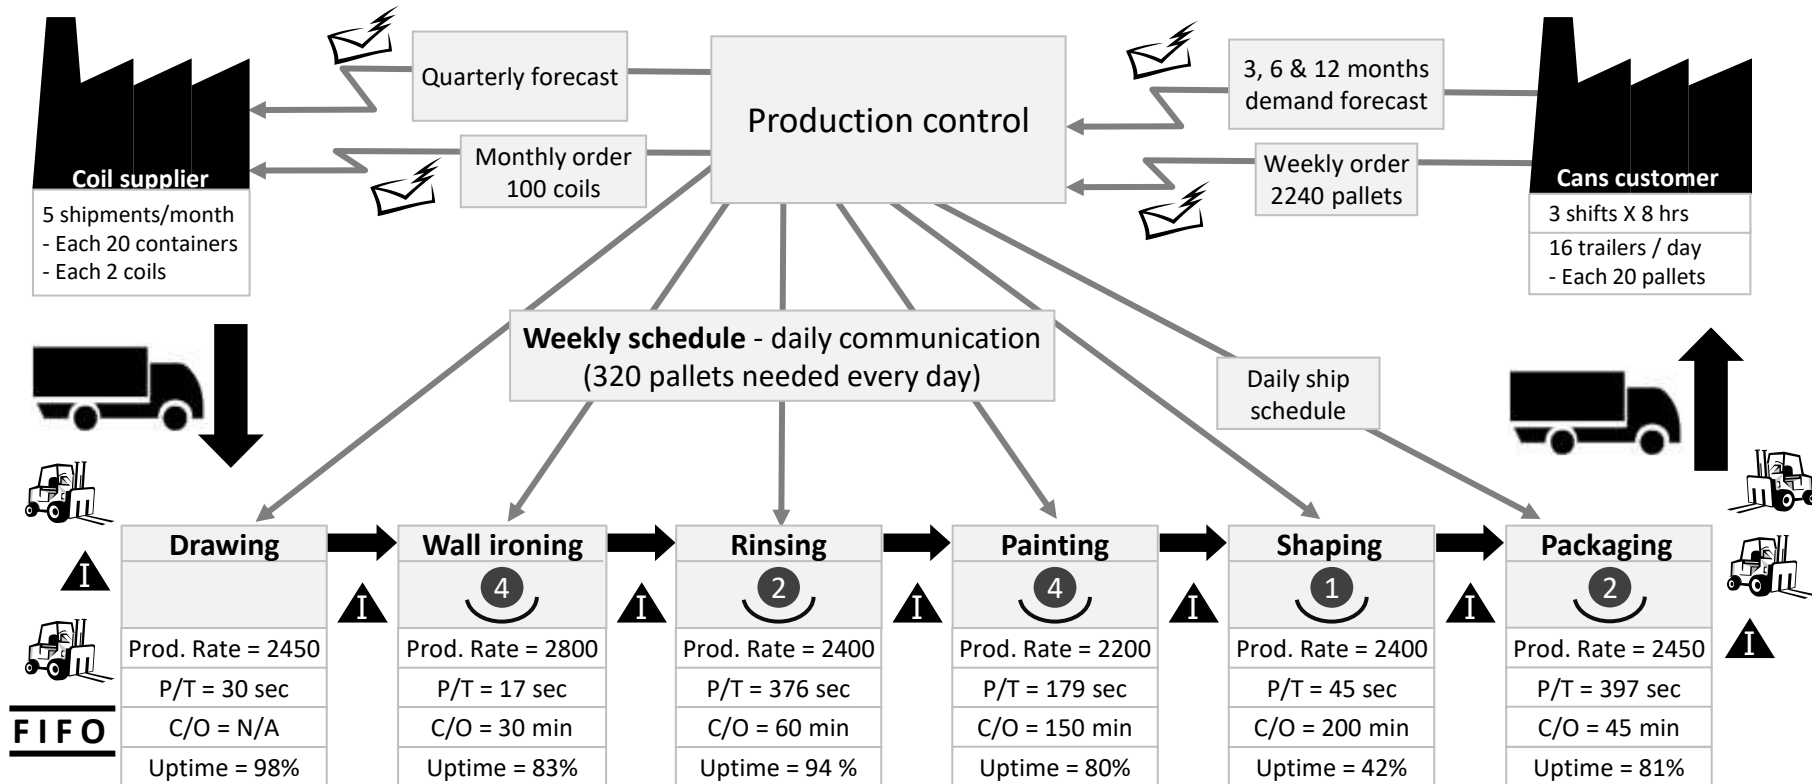 Quarterly forecast
Monthly order
100 coils
Production control
3, 6 & 12 months
demand forecast
Weekly order
2240 pallets
Coil supplier
5 shipments/month
- Each 20 containers
- Each 2 coils
Cans customer
3 shifts X 8 hrs
16 trailers / day
- Each 20 pallets
Weekly schedule - daily communication
(320 pallets needed every day)
Daily ship
schedule
I
FIFO
Drawing
Prod. Rate = 2450
P/T = 30 sec
C/O = N/A
Uptime = 98%
I
Wall ironing
4
Prod. Rate = 2800
P/T = 17 sec
C/O = 30 min
Uptime = 83%
I
Rinsing
2
Prod. Rate = 2400
P/T = 376 sec
C/O = 60 min
Uptime = 94 %
I
Painting
4
Prod. Rate = 2200
P/T = 179 sec
C/O = 150 min
Uptime = 80%
I
Shaping
1
Prod. Rate = 2400
P/T = 45 sec
C/O = 200 min
Uptime = 42%
I
Packaging
2
Prod. Rate = 2450
P/T = 397 sec
C/O = 45 min
Uptime = 81%
I